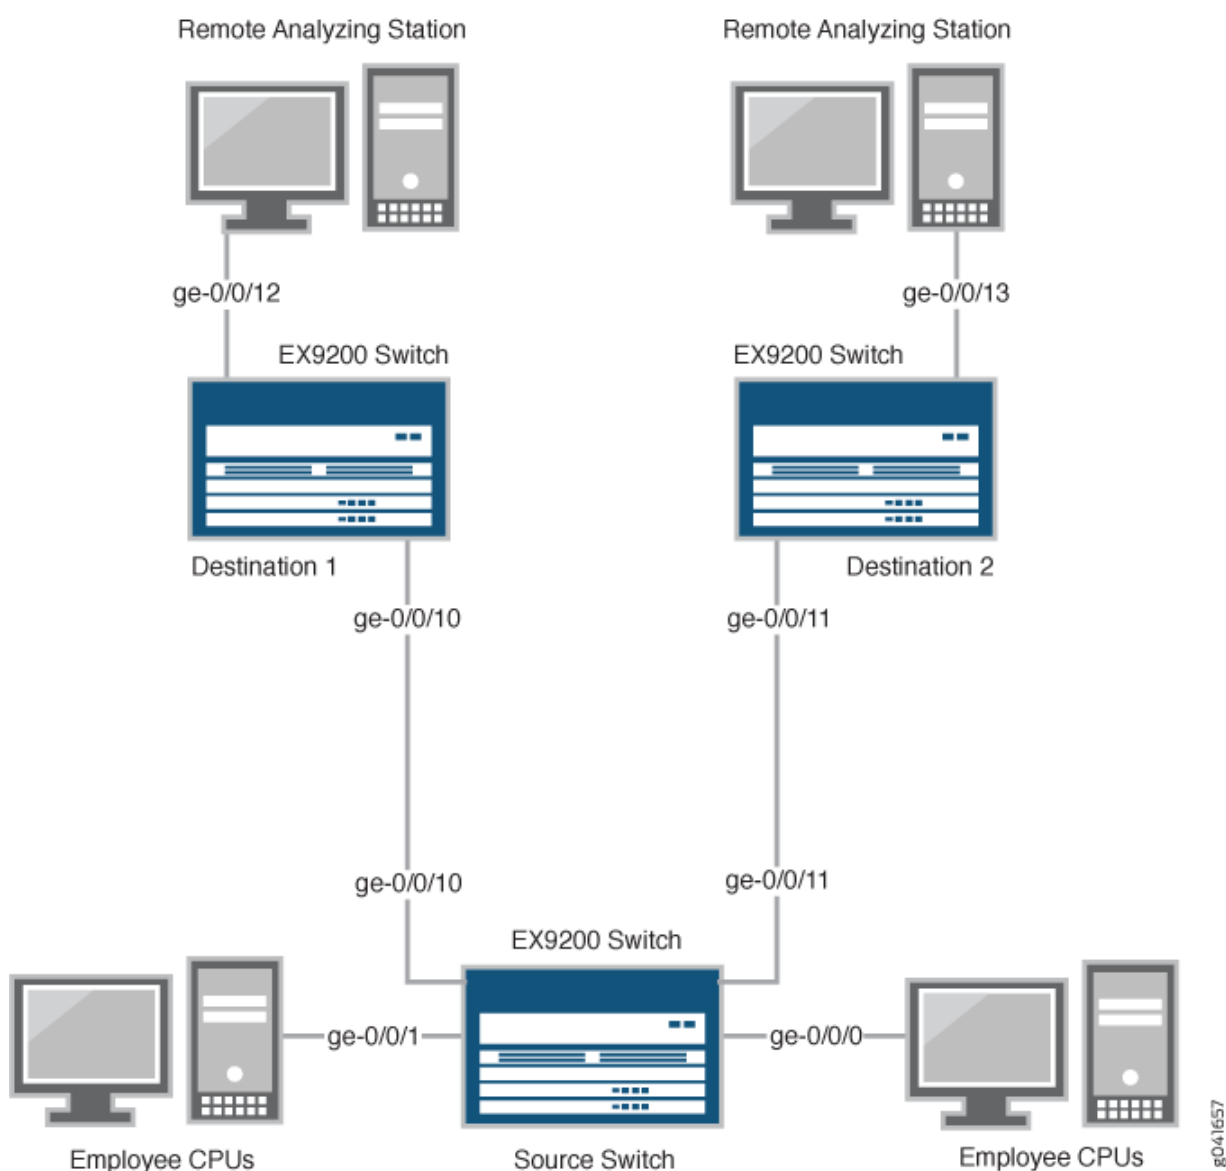 Remote Analyzing Station
Remote Analyzing Station
ge-0/0/12
ge-0/0/13
EX9200 Switch
EX9200 Switch
Destination 1
Destination 2
ge-0/0/10
ge-0/0/11
ge-0/0/10
ge-0/0/11
EX9200 Switch
ge-0/0/1
ge-0/0/0
Employee CPUs
Source Switch
Employee CPUs
g041657